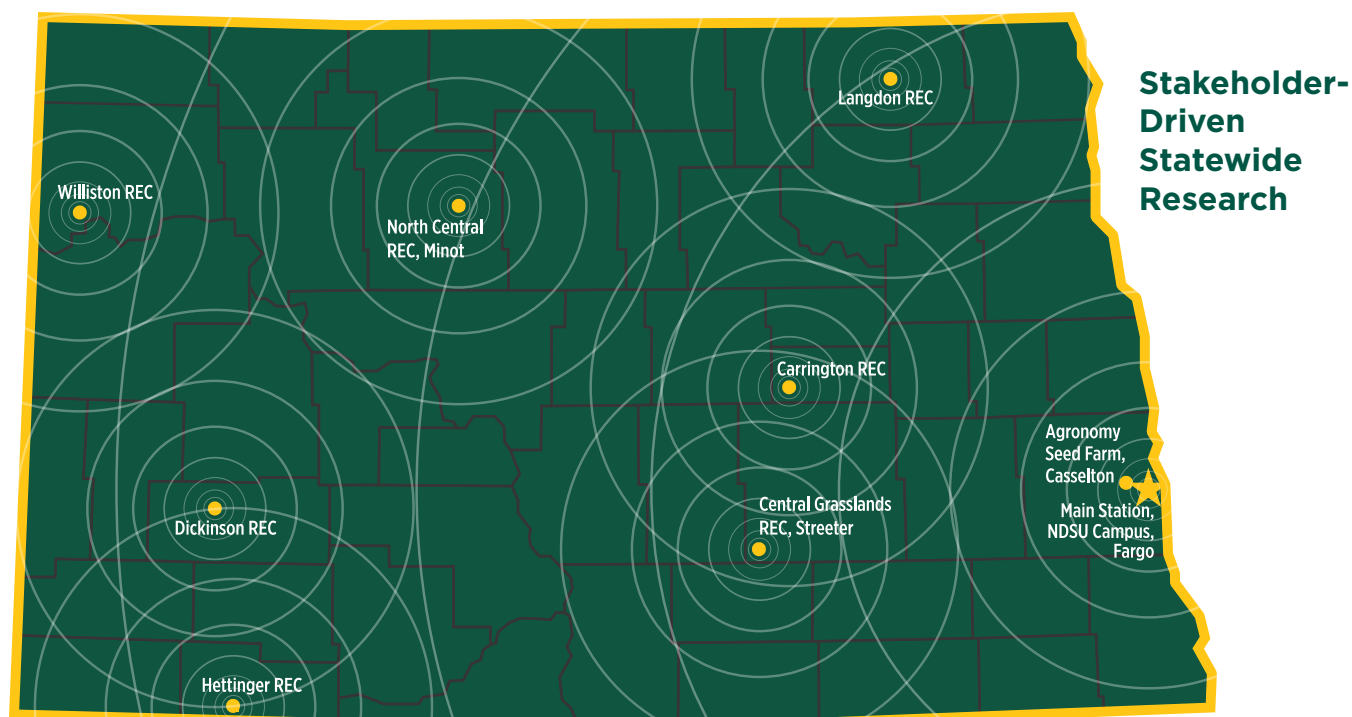 Stakeholder-
Driven
Statewide
Research
Langdon REC
Williston REC
North Central
REC, Minot
Carrington REC
Agronomy
Seed Farm,
Casselton
Main Station,
NDSU Campus,
Fargo
Central Grasslands
REC, Streeter
Dickinson REC
Hettinger REC